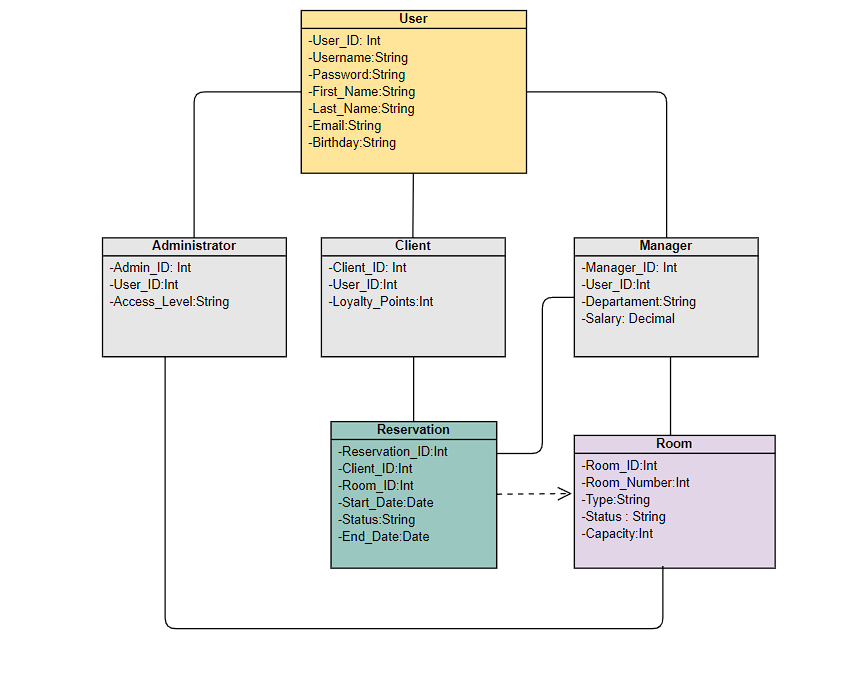 User
-User_ID: Int
-Username:String
-Password:String
-First_Name:String
-Last_Name:String
-Email:String
-Birthday:String
Administrator
-Admin_ID: Int
-User_ID:Int
-Access_Level:String
Client
-Client_ID: Int
-User_ID:Int
-Loyalty_Points:Int
Manager
-Manager_ID: Int
-User_ID:Int
-Departament:String
-Salary: Decimal
Reservation
-Reservation_ID:Int
-Client_ID:Int
-Room_ID:Int
-Start_Date:Date
-Status:String
-End_Date:Date
Room
-Room_ID:Int
-Room_Number:Int
-Type:String
-Status : String
-Capacity:Int